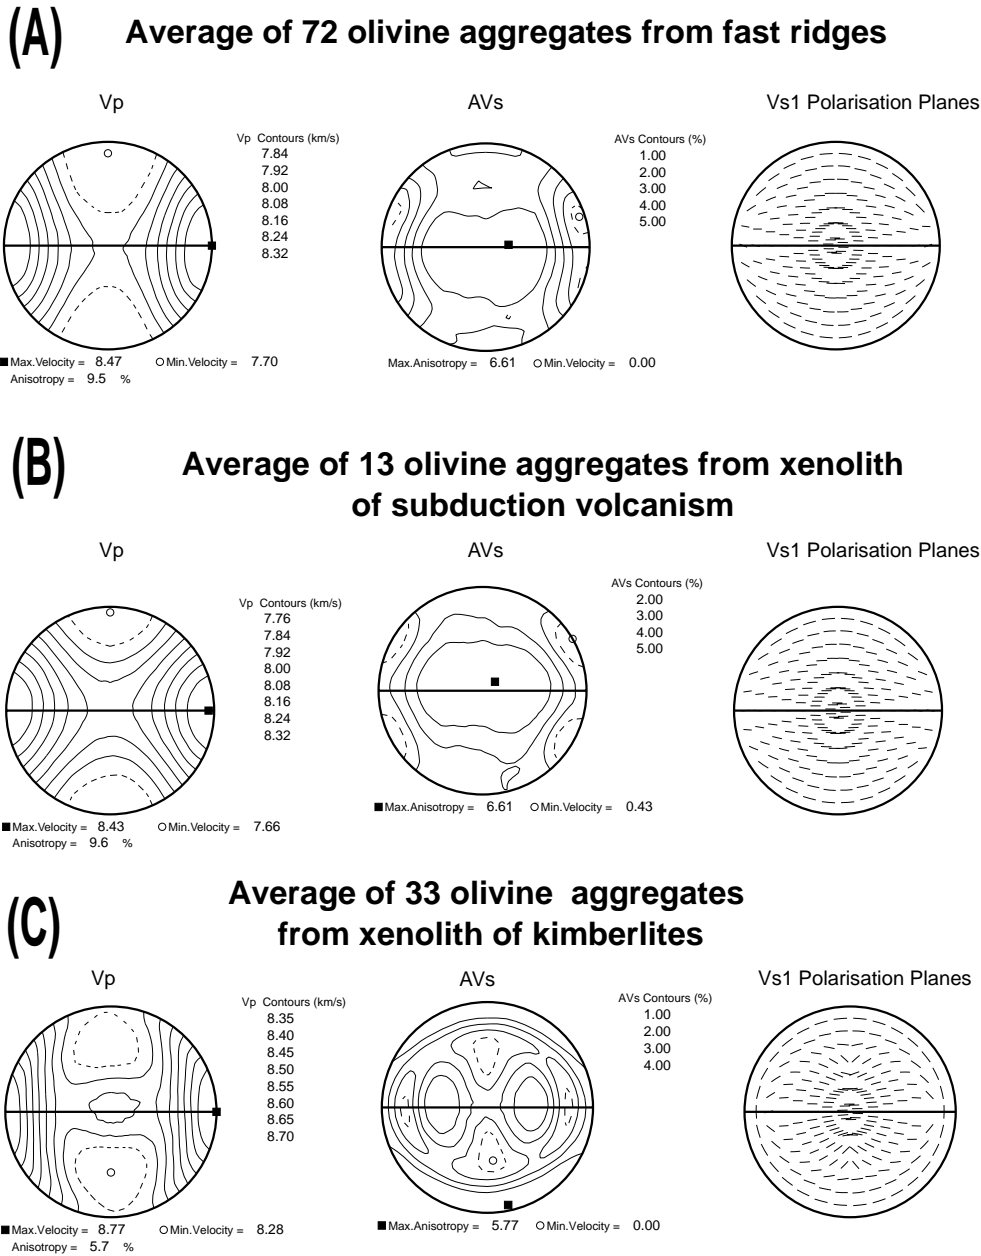 (A) Average of 72 olivine aggregates from fast ridges
Vp AVs Vs1 Polarisation Planes
Vp Contours (km/s)
7.84
7.92
8.00
8.08
8.16
8.24
8.32
AVs Contours (%)
1.00
2.00
3.00
4.00
5.00
Max.Velocity = 8.47 Min.Velocity = 7.70
Anisotropy = 9.5 %
Max.Anisotropy = 6.61 Min.Velocity = 0.00
(B) Average of 13 olivine aggregates from xenolith
of subduction volcanism
Vp AVs Vs1 Polarisation Planes
Vp Contours (km/s)
7.76
7.84
7.92
8.00
8.08
8.16
8.24
8.32
AVs Contours (%)
2.00
3.00
4.00
5.00
Max.Velocity = 8.43 Min.Velocity = 7.66
Anisotropy = 9.6 %
Max.Anisotropy = 6.61 Min.Velocity = 0.43
(C) Average of 33 olivine aggregates
from xenolith of kimberlites
Vp AVs Vs1 Polarisation Planes
Vp Contours (km/s)
8.35
8.40
8.45
8.50
8.55
8.60
8.65
8.70
AVs Contours (%)
1.00
2.00
3.00
4.00
Max.Velocity = 8.77 Min.Velocity = 8.28
Anisotropy = 5.7 %
Max.Anisotropy = 5.77 Min.Velocity = 0.00